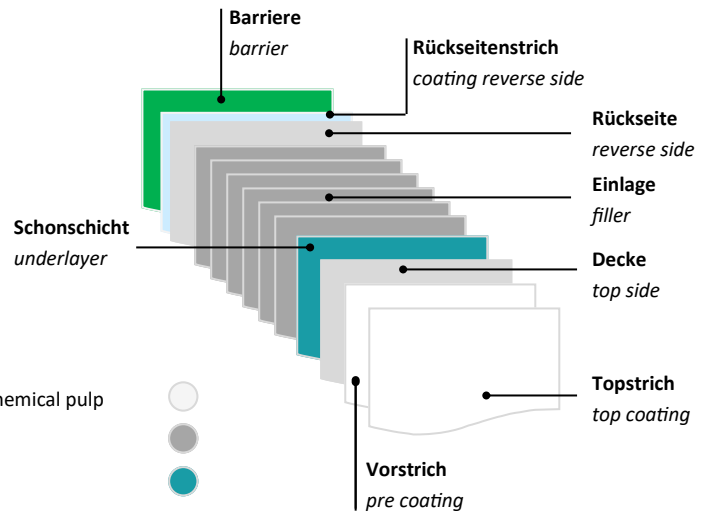 Barriere
barrier
Rückseitenstrich
coating reverse side
Rückseite
reverse side
Einlage
filler
Schonschicht
underlayer
Decke
top side
Topstrich
top coating
Vorstrich
pre coating
pulp